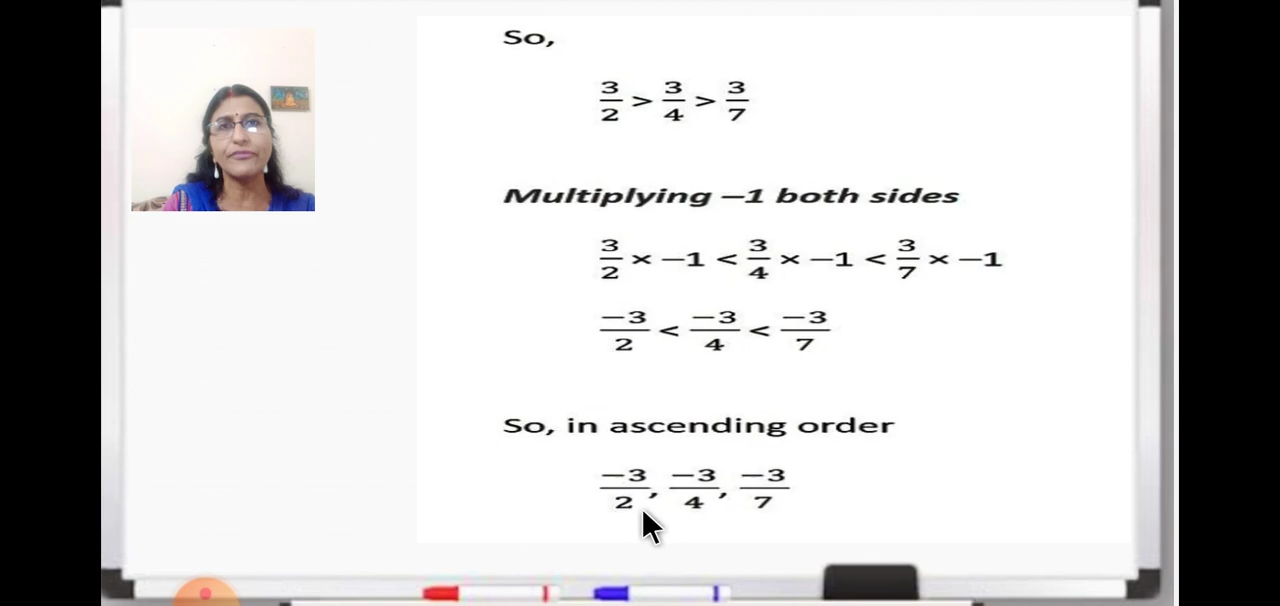 So,
3/2 > 3/4 > 3/7
Multiplying –1 both sides
3/2 × –1 < 3/4 × –1 < 3/7 × –1
–3/2 < –3/4 < –3/7
So, in ascending order
–3/2, –3/4, –3/7